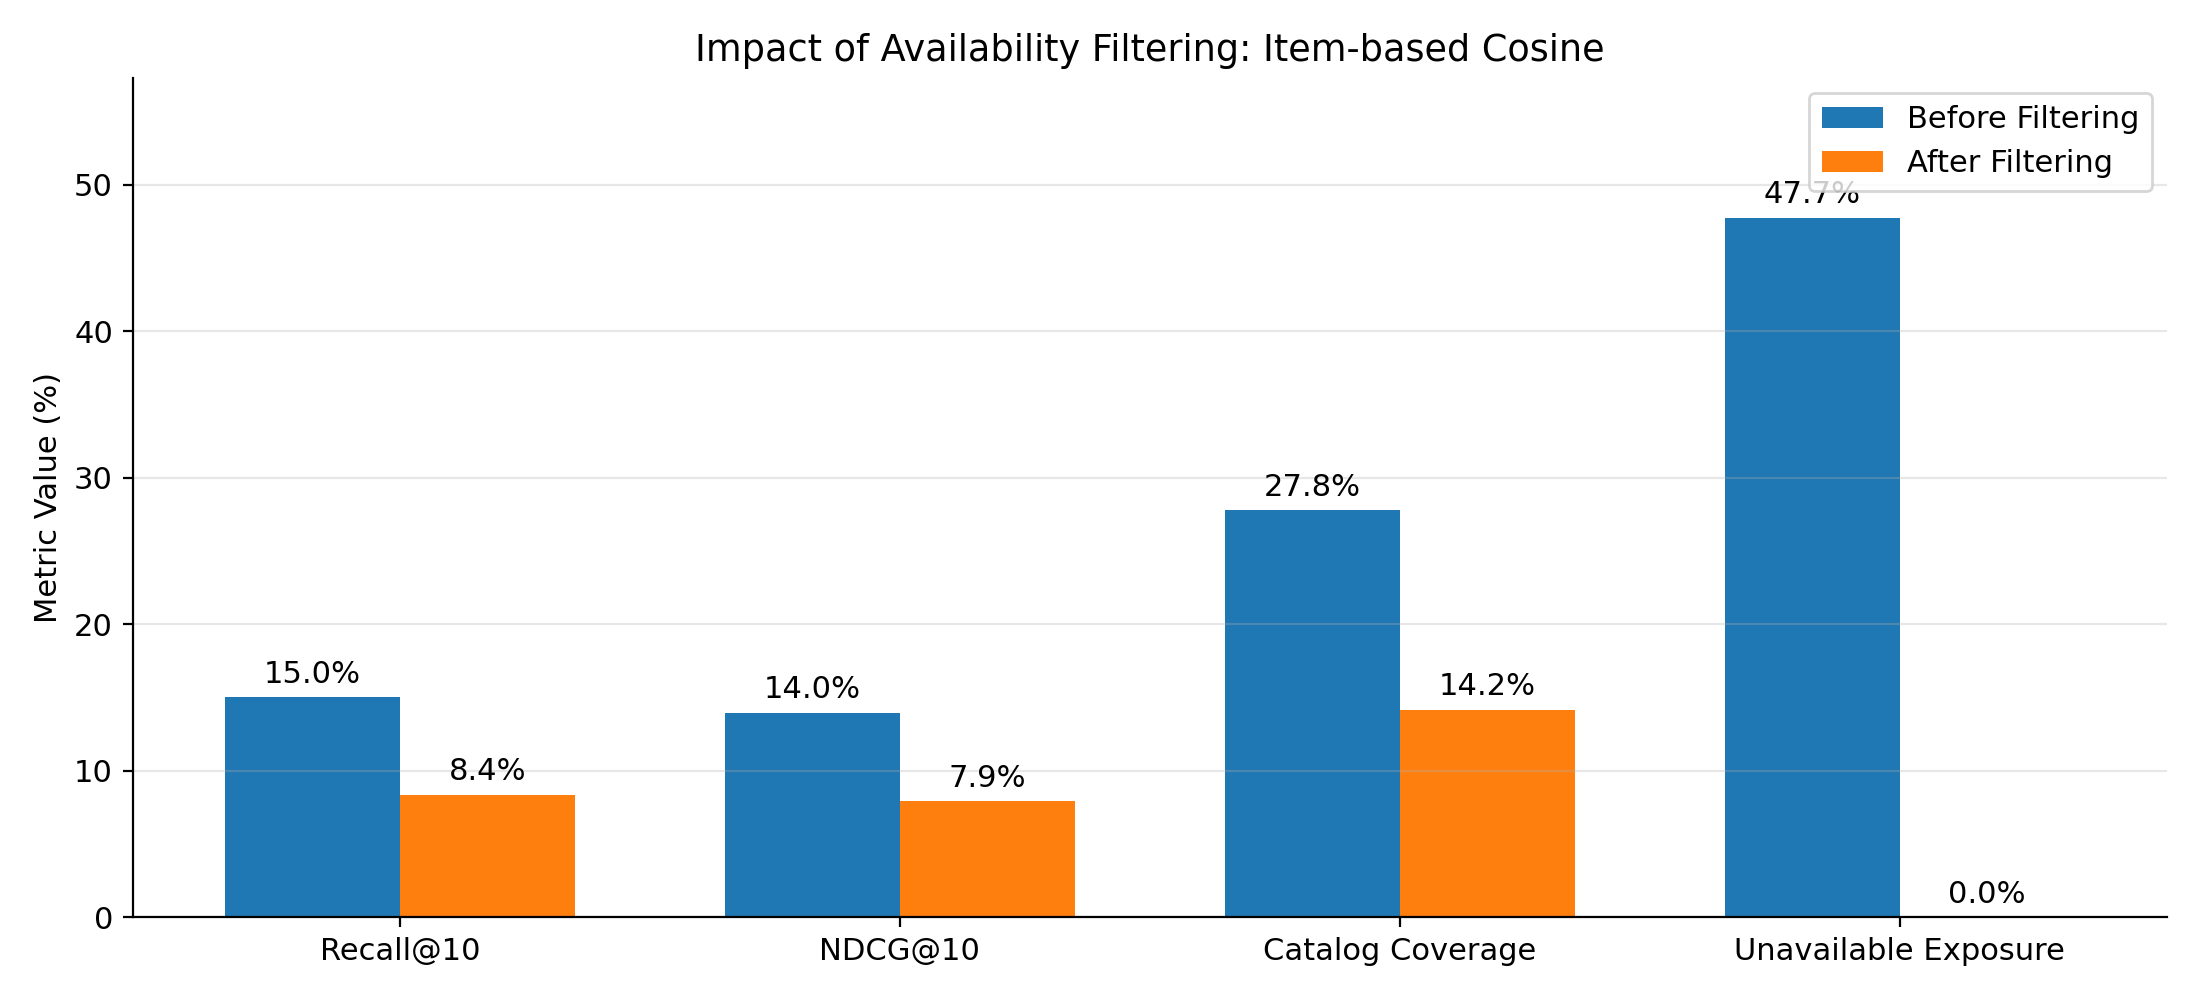 Impact of Availability Filtering: Item-based Cosine
Before Filtering
After Filtering
Metric Value (%)
50
40
30
20
10
0
15.0%
8.4%
14.0%
7.9%
27.8%
14.2%
47.7%
0.0%
Recall@10
NDCG@10
Catalog Coverage
Unavailable Exposure